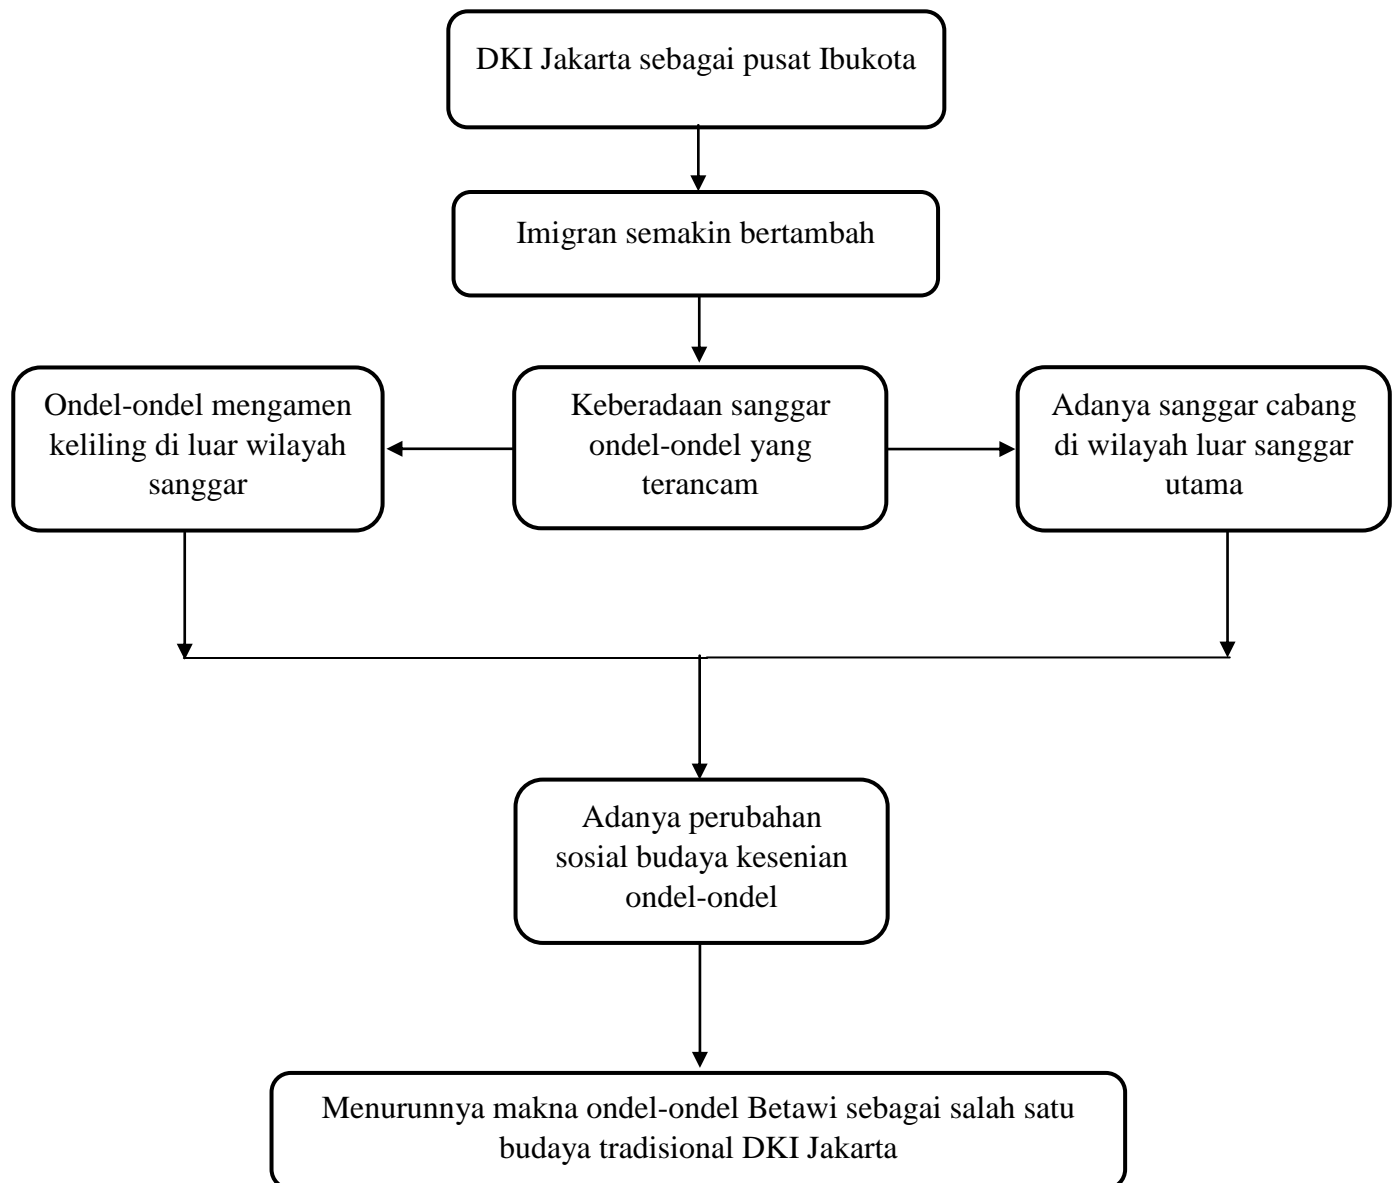 DKI Jakarta sebagai pusat Ibukota
Imigran semakin bertambah
Ondel-ondel mengamen
keliling di luar wilayah
sanggar
Keberadaan sanggar
ondel-ondel yang
terancam
Adanya sanggar cabang
di wilayah luar sanggar
utama
Adanya perubahan
sosial budaya kesenian
ondel-ondel
Menurunnya makna ondel-ondel Betawi sebagai salah satu
budaya tradisional DKI Jakarta